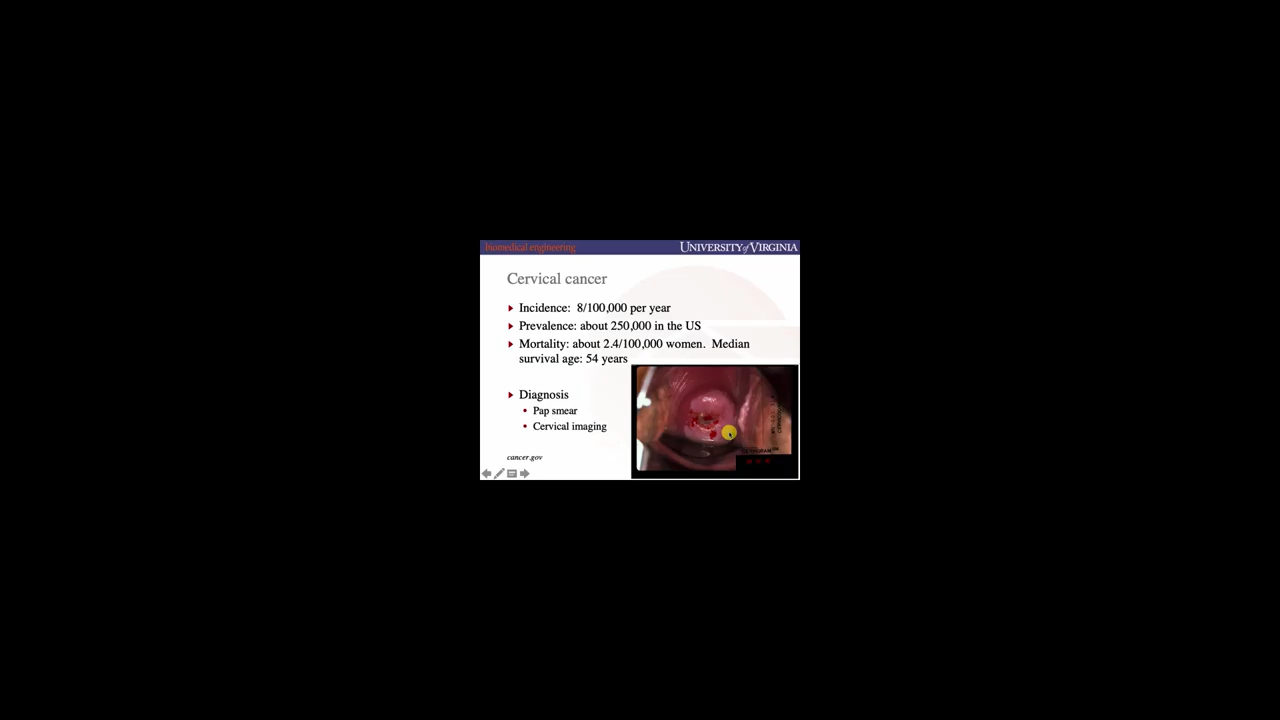 biomedical engineering
UNIVERSITY of VIRGINIA
Cervical cancer
Incidence: 8/100,000 per year
Prevalence: about 250,000 in the US
Mortality: about 2.4/100,000 women. Median
survival age: 54 years
Diagnosis
Pap smear
Cervical imaging
cancer.gov